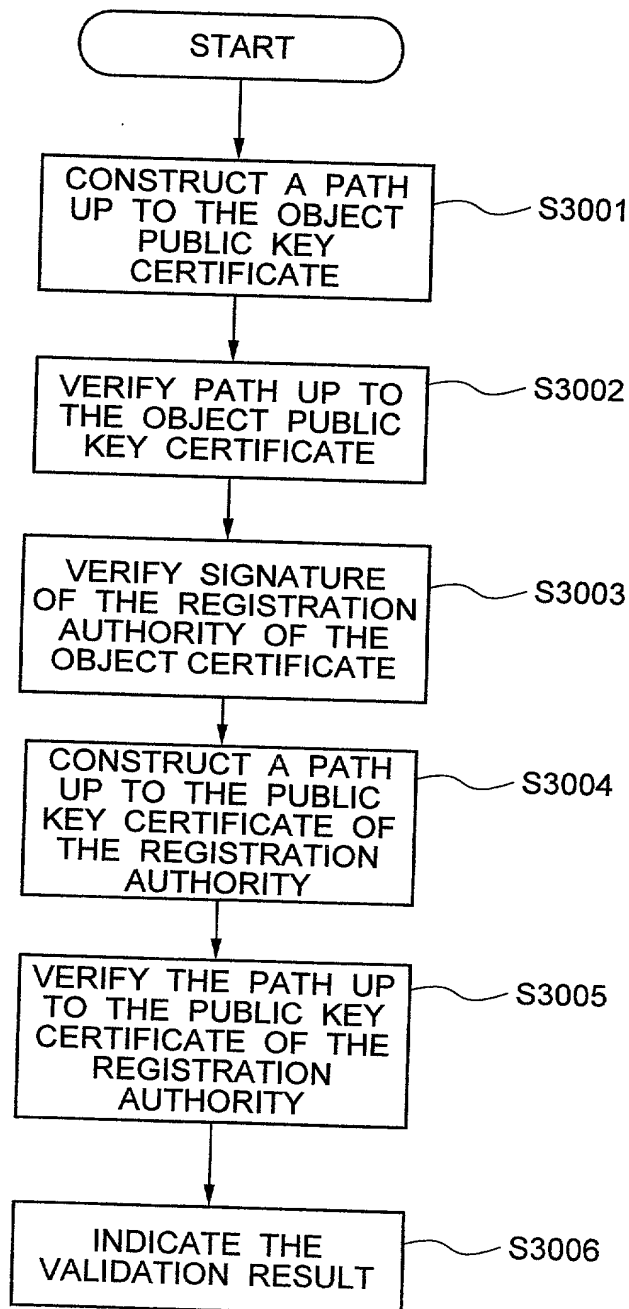 START
CONSTRUCT A PATH
UP TO THE OBJECT
PUBLIC KEY
CERTIFICATE
S3001
VERIFY PATH UP TO
THE OBJECT PUBLIC
KEY CERTIFICATE
S3002
VERIFY SIGNATURE
OF THE REGISTRATION
AUTHORITY OF THE
OBJECT CERTIFICATE
S3003
CONSTRUCT A PATH
UP TO THE PUBLIC
KEY CERTIFICATE OF
THE REGISTRATION
AUTHORITY
S3004
VERIFY THE PATH UP
TO THE PUBLIC KEY
CERTIFICATE OF THE
REGISTRATION
AUTHORITY
S3005
INDICATE THE
VALIDATION RESULT
S3006